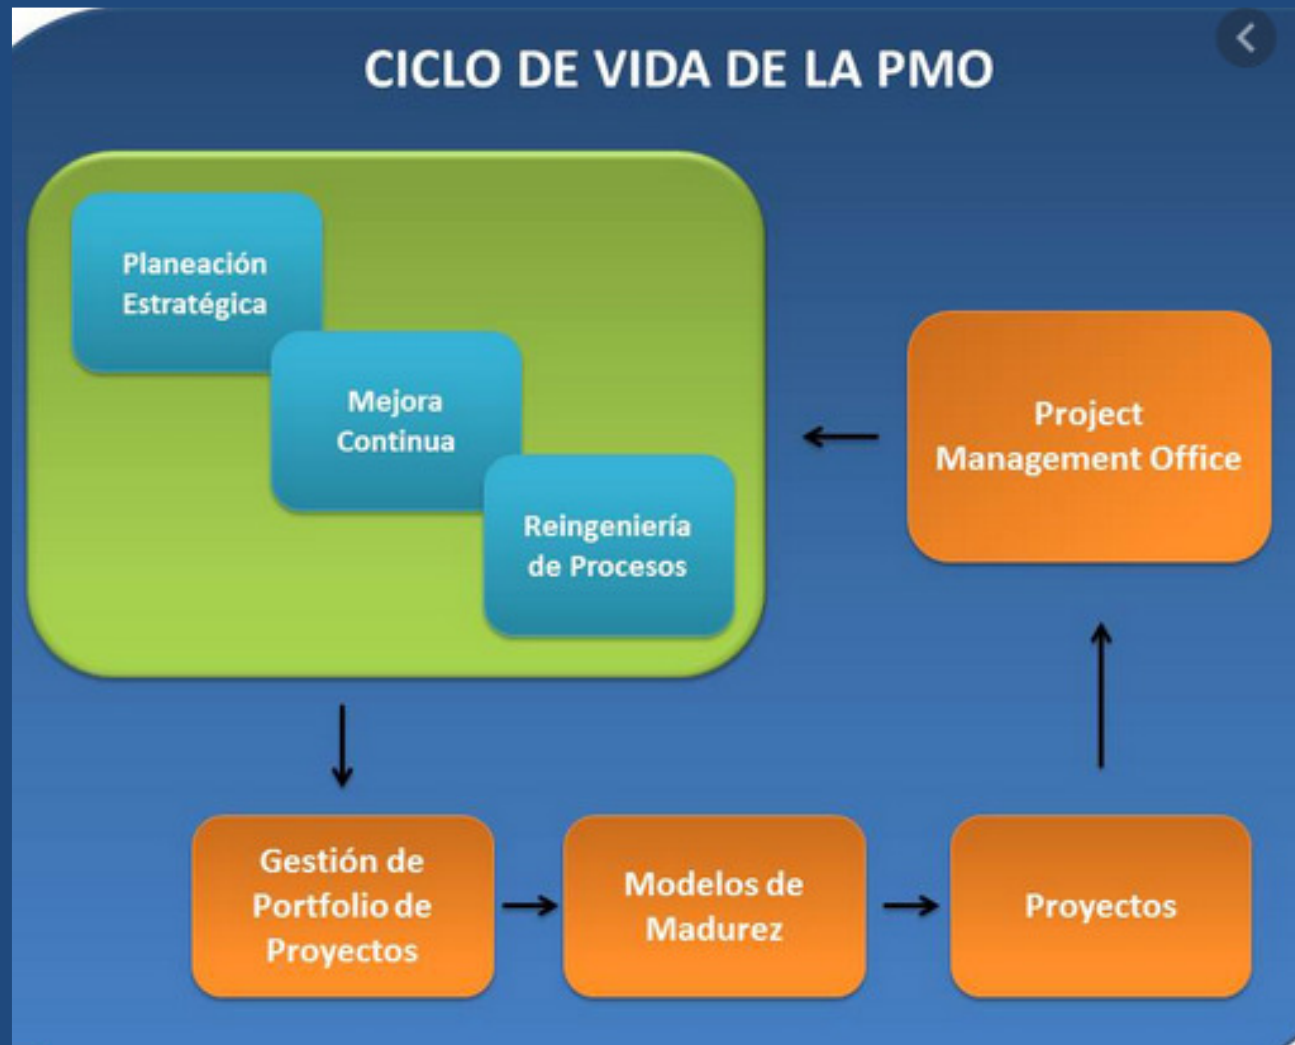 CICLO DE VIDA DE LA PMO
Planeación
Estratégica
Mejora
Continua
Reingeniería
de Procesos
Project
Management Office
Gestión de
Portfolio de
Proyectos
Modelos de
Madurez
Proyectos